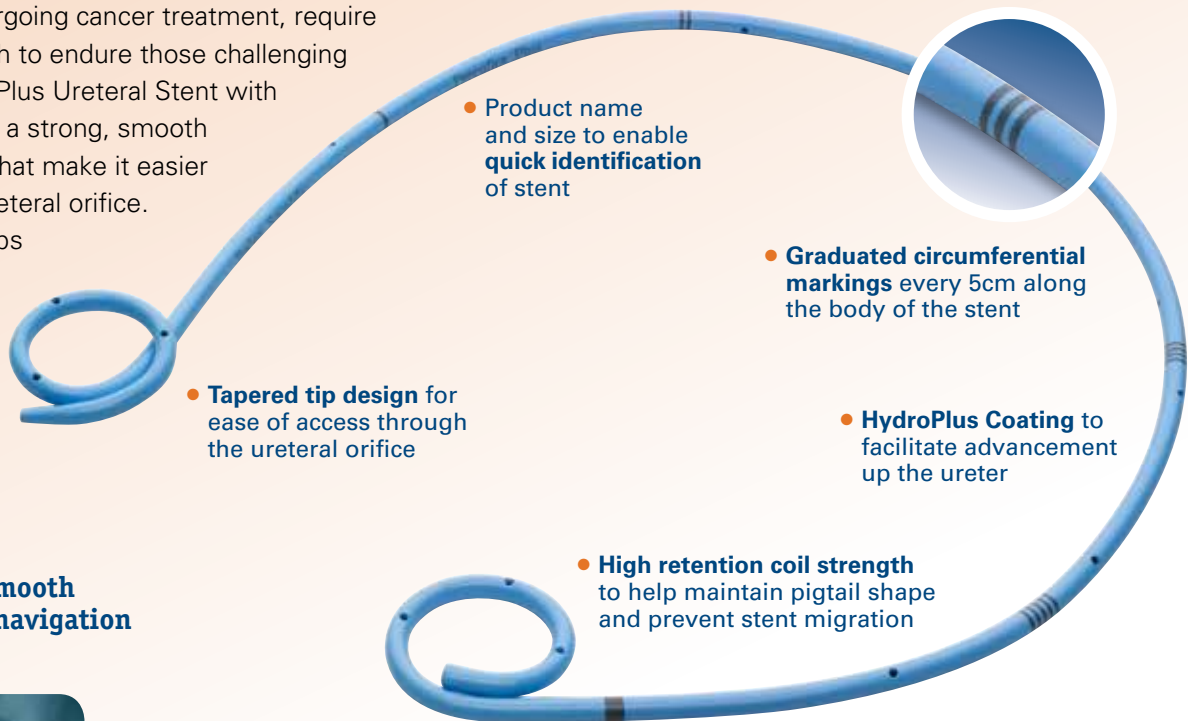 rgoing cancer treatment, require
h to endure those challenging
Plus Ureteral Stent with
a strong, smooth
hat make it easier
eteral orifice.
os
Product name
and size to enable
quick identification
of stent
Graduated circumferential
markings every 5cm along
the body of the stent
Tapered tip design for
ease of access through
the ureteral orifice
HydroPlus Coating to
facilitate advancement
up the ureter
High retention coil strength
to help maintain pigtail shape
and prevent stent migration
mooth
navigation